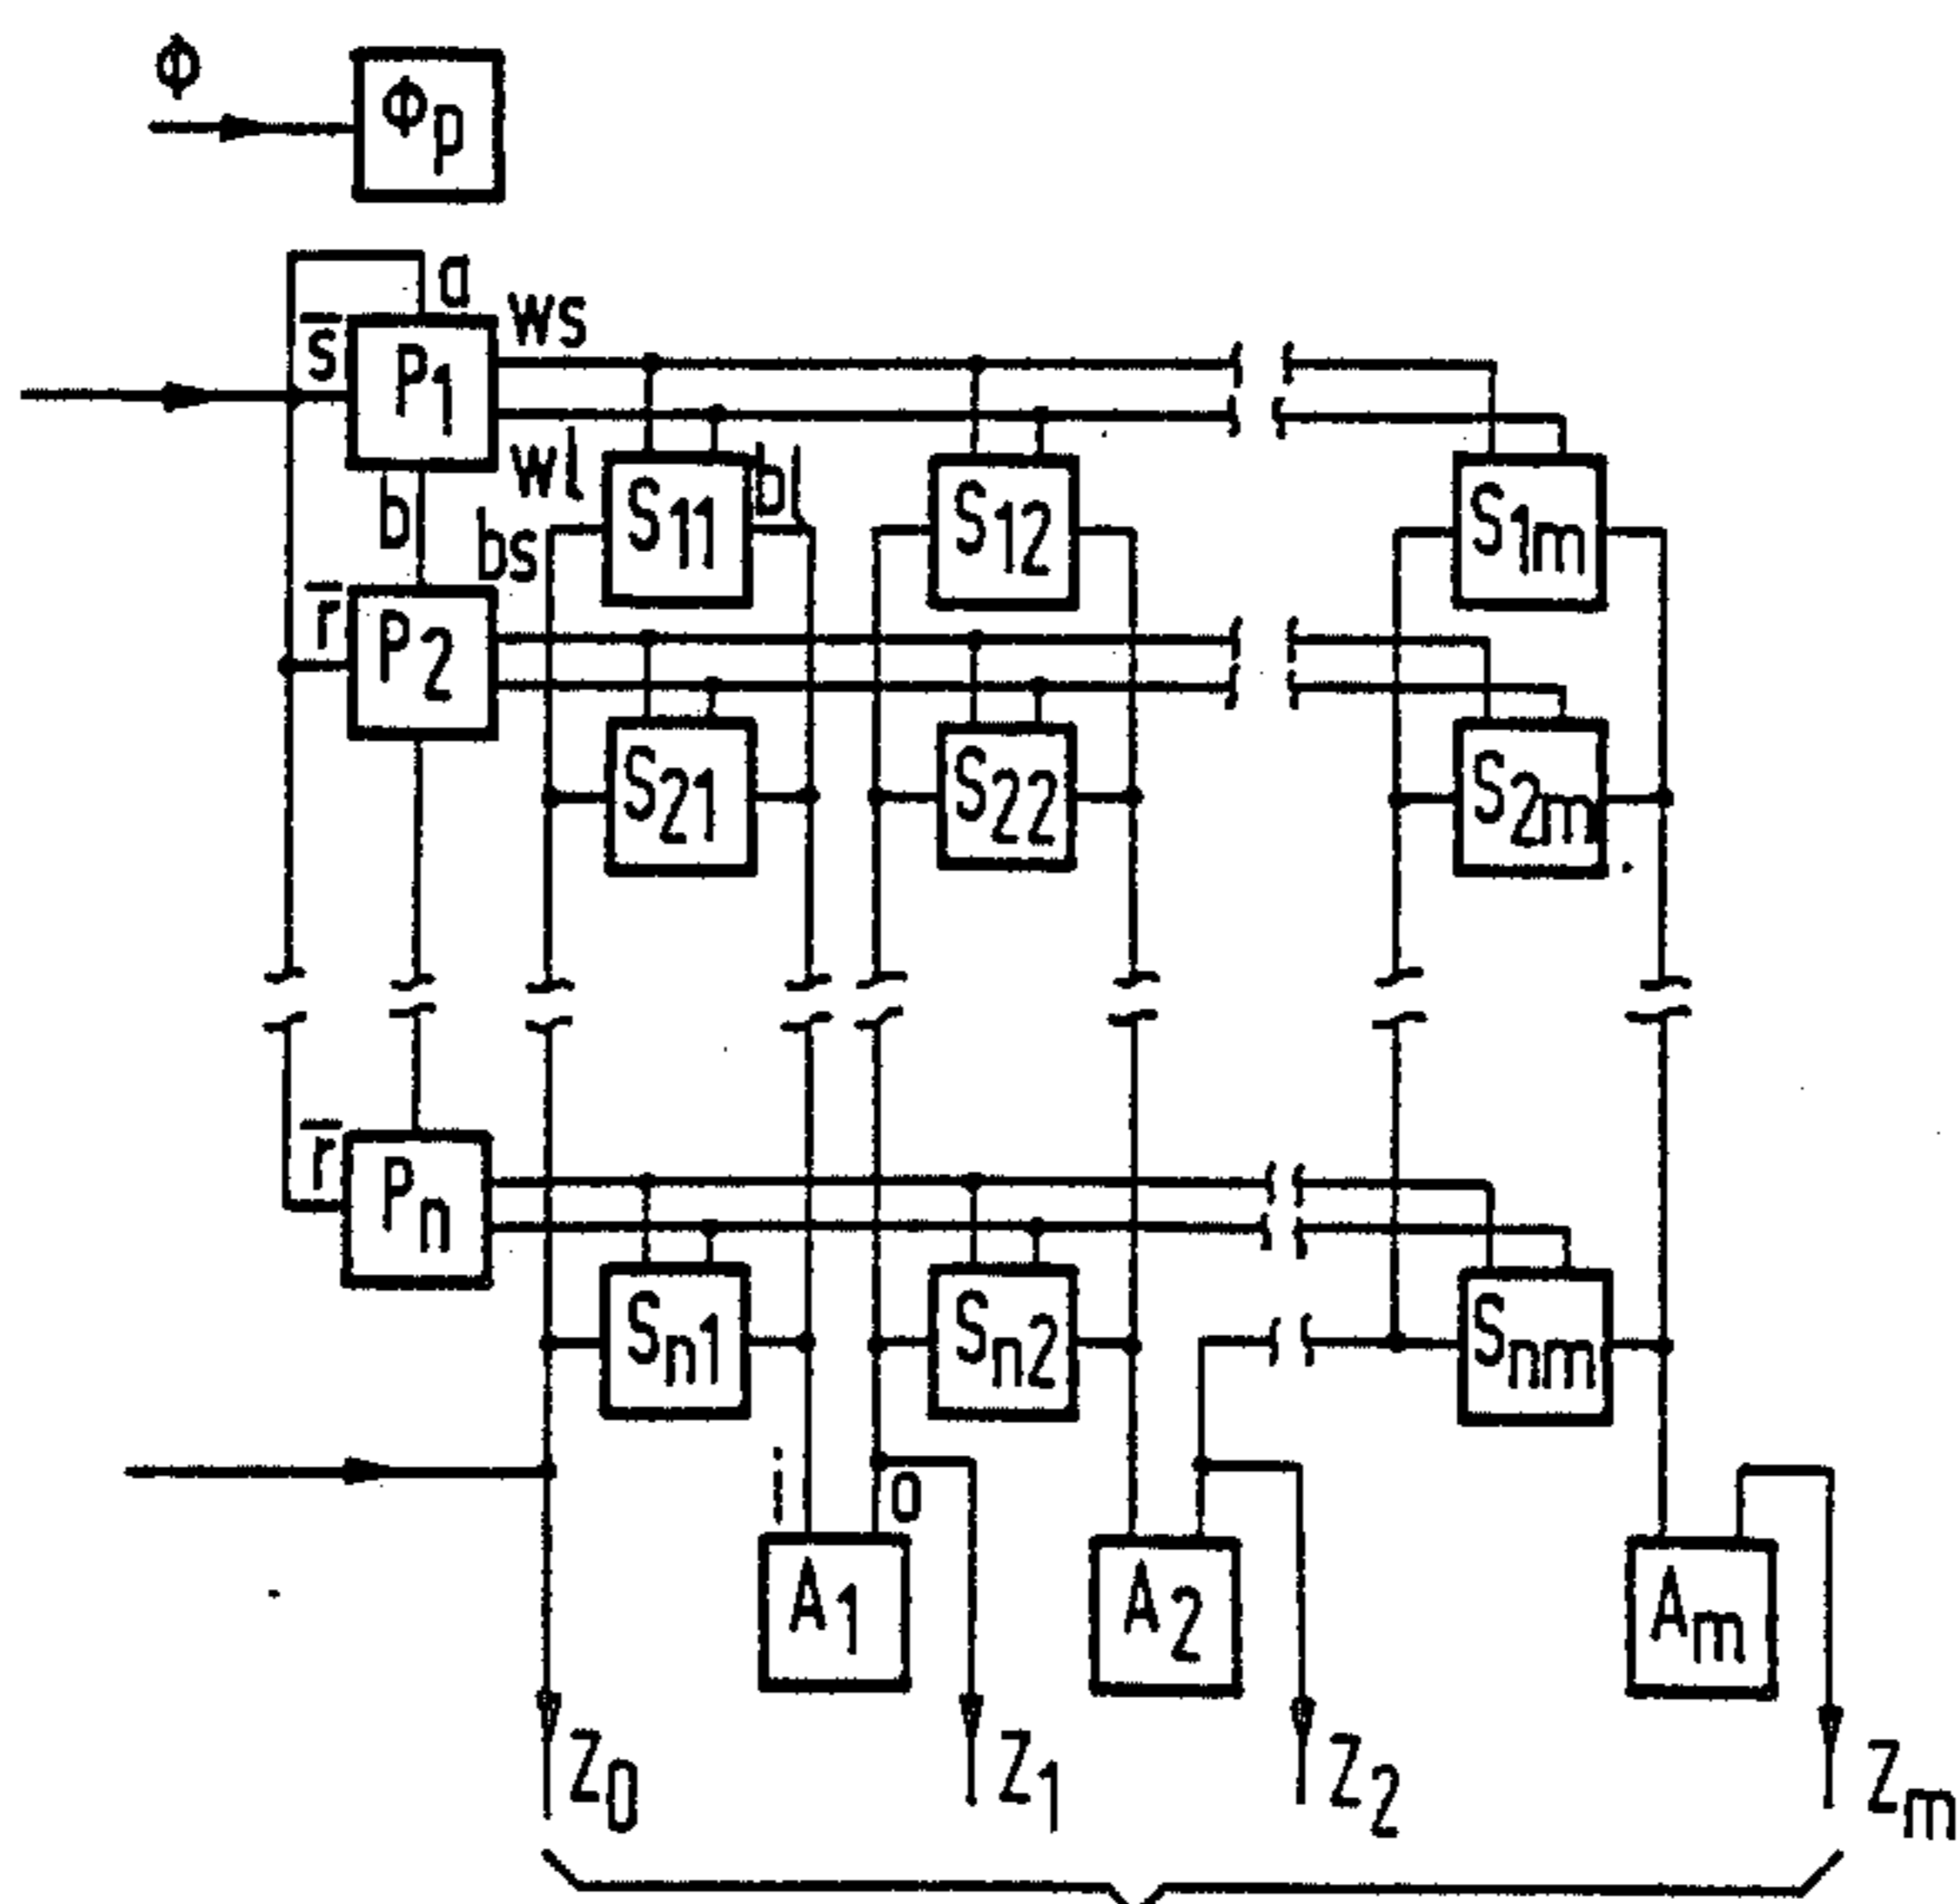 ϕ
ϕp
a
s̅
P1
ws
wl
b
bs
bl
S11
S12
S1m
r̅
P2
S21
S22
S2m
r̅
Pn
Sn1
Sn2
Snm
i
o
A1
A2
Am
Z0
Z1
Z2
Zm